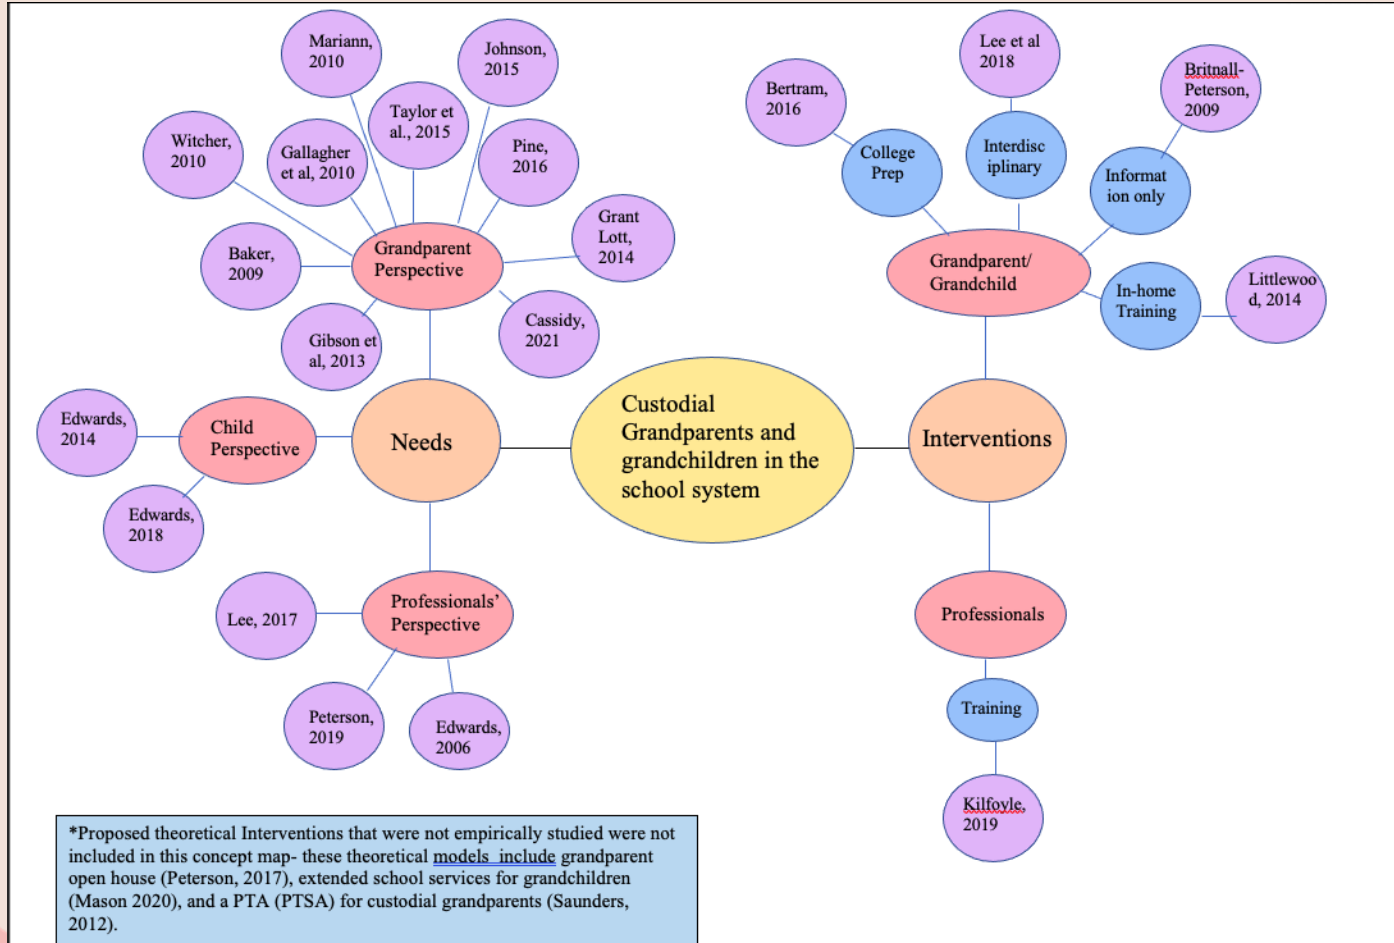 Mariann,
2010
Johnson,
2015
Taylor et
al., 2015
Witcher,
2010
Gallagher
et al, 2010
Pine,
2016
Grant
Lott,
2014
Baker,
2009
Grandparent
Perspective
Gibson et
al, 2013
Cassidy,
2021
Edwards,
2014
Child
Perspective
Needs
Edwards,
2018
Lee, 2017
Professionals’
Perspective
Peterson,
2019
Edwards,
2006
Custodial
Grandparents and
grandchildren in the
school system
Lee et al
2018
Britnall-
Peterson,
2009
Bertram,
2016
College
Prep
Interdisc
iplinary
Informat
ion only
Grandparent/
Grandchild
In-home
Training
Littlewoo
d, 2014
Interventions
Professionals
Training
Kilfoyle,
2019
*Proposed theoretical Interventions that were not empirically studied were not
included in this concept map- these theoretical models  include grandparent
open house (Peterson, 2017), extended school services for grandchildren
(Mason 2020), and a PTA (PTSA) for custodial grandparents (Saunders,
2012).